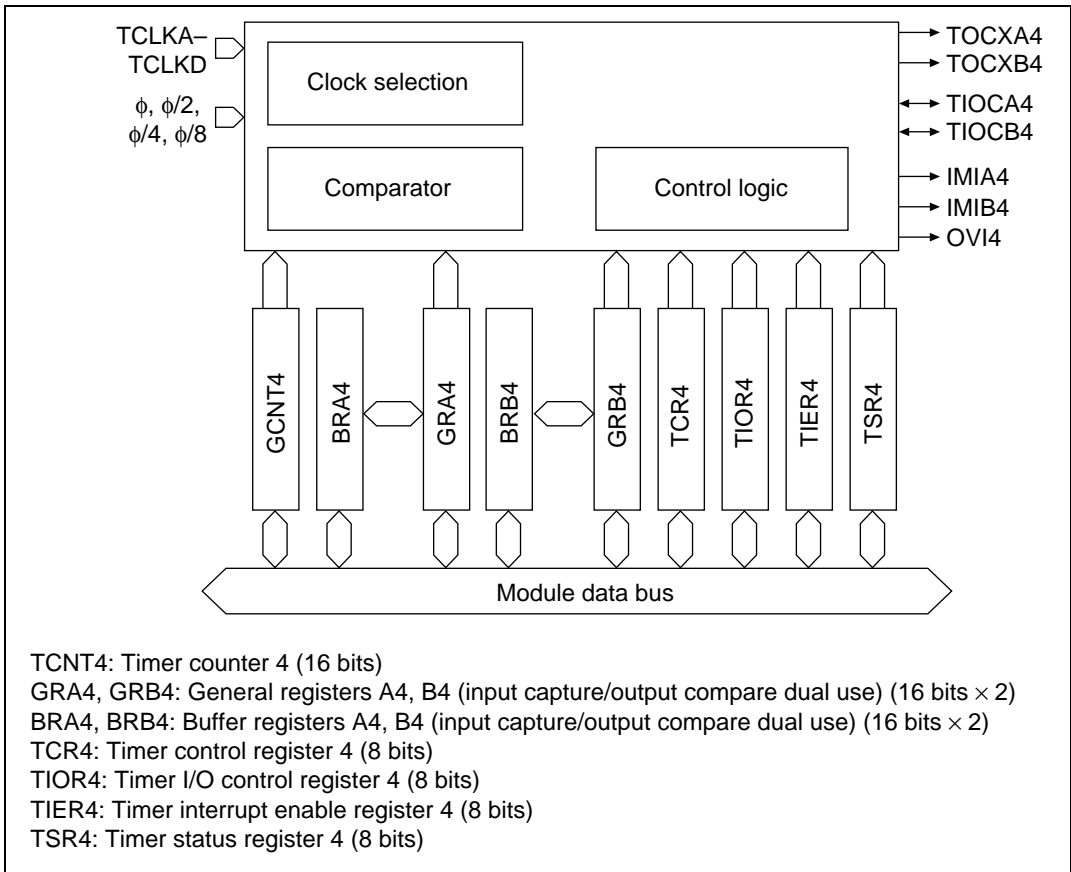 TCLKA–
TCLKD
ϕ, ϕ/2,
ϕ/4, ϕ/8
Clock selection
Comparator
Control logic
TOCXA4
TOCXB4
TIOCA4
TIOCB4
IMIA4
IMIB4
OVI4
GCNT4
BRA4
GRA4
BRB4
GRB4
TCR4
TIOR4
TIER4
TSR4
Module data bus
TCNT4: Timer counter 4 (16 bits)
GRA4, GRB4: General registers A4, B4 (input capture/output compare dual use) (16 bits × 2)
BRA4, BRB4: Buffer registers A4, B4 (input capture/output compare dual use) (16 bits × 2)
TCR4: Timer control register 4 (8 bits)
TIOR4: Timer I/O control register 4 (8 bits)
TIER4: Timer interrupt enable register 4 (8 bits)
TSR4: Timer status register 4 (8 bits)